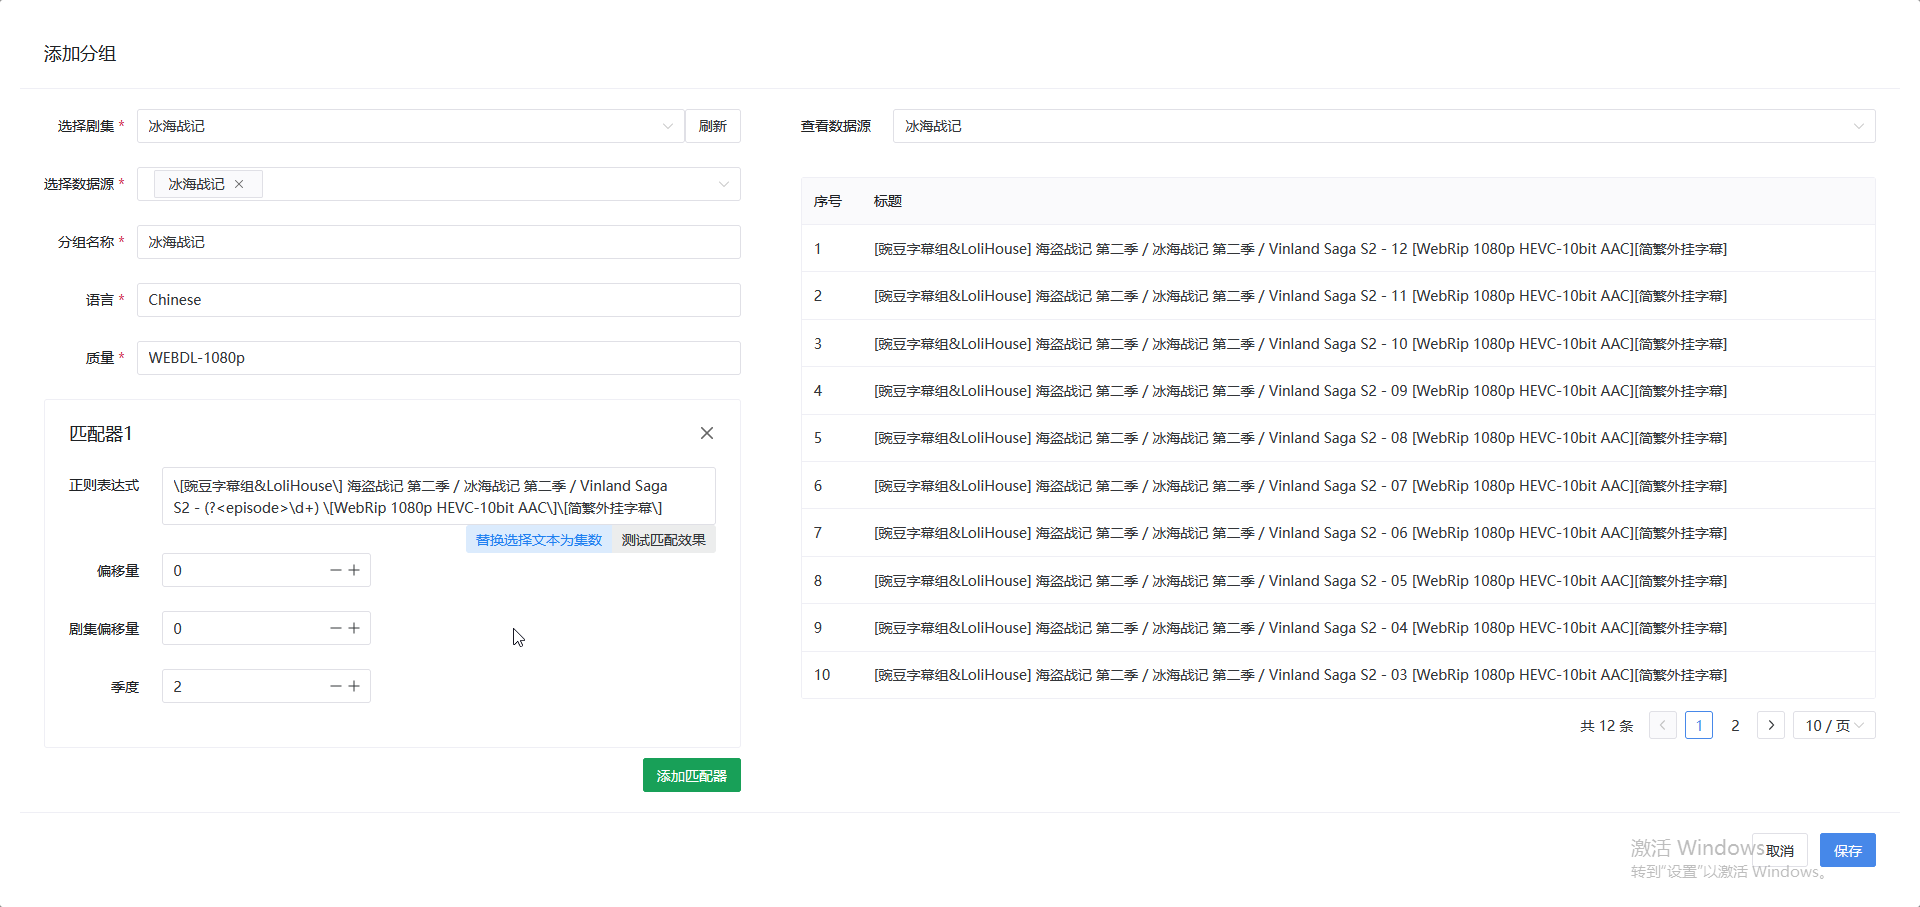 添加分组
选择剧集 * 冰海战记 刷新
选择数据源 * 冰海战记
分组名称 * 冰海战记
语言 * Chinese
质量 * WEBDL-1080p
匹配器1
正则表达式
\[豌豆字幕组&LoliHouse\] 海盗战记 第二季 / 冰海战记 第二季 / Vinland Saga
S2 - (?<episode>\d+) \[WebRip 1080p HEVC-10bit AAC\]\[简繁外挂字幕\]
替换选择文本为集数 测试匹配效果
偏移量 0
剧集偏移量 0
季度 2
添加匹配器
查看数据源 冰海战记
序号 标题
1 [豌豆字幕组&LoliHouse] 海盗战记 第二季 / 冰海战记 第二季 / Vinland Saga S2 - 12 [WebRip 1080p HEVC-10bit AAC][简繁外挂字幕]
2 [豌豆字幕组&LoliHouse] 海盗战记 第二季 / 冰海战记 第二季 / Vinland Saga S2 - 11 [WebRip 1080p HEVC-10bit AAC][简繁外挂字幕]
3 [豌豆字幕组&LoliHouse] 海盗战记 第二季 / 冰海战记 第二季 / Vinland Saga S2 - 10 [WebRip 1080p HEVC-10bit AAC][简繁外挂字幕]
4 [豌豆字幕组&LoliHouse] 海盗战记 第二季 / 冰海战记 第二季 / Vinland Saga S2 - 09 [WebRip 1080p HEVC-10bit AAC][简繁外挂字幕]
5 [豌豆字幕组&LoliHouse] 海盗战记 第二季 / 冰海战记 第二季 / Vinland Saga S2 - 08 [WebRip 1080p HEVC-10bit AAC][简繁外挂字幕]
6 [豌豆字幕组&LoliHouse] 海盗战记 第二季 / 冰海战记 第二季 / Vinland Saga S2 - 07 [WebRip 1080p HEVC-10bit AAC][简繁外挂字幕]
7 [豌豆字幕组&LoliHouse] 海盗战记 第二季 / 冰海战记 第二季 / Vinland Saga S2 - 06 [WebRip 1080p HEVC-10bit AAC][简繁外挂字幕]
8 [豌豆字幕组&LoliHouse] 海盗战记 第二季 / 冰海战记 第二季 / Vinland Saga S2 - 05 [WebRip 1080p HEVC-10bit AAC][简繁外挂字幕]
9 [豌豆字幕组&LoliHouse] 海盗战记 第二季 / 冰海战记 第二季 / Vinland Saga S2 - 04 [WebRip 1080p HEVC-10bit AAC][简繁外挂字幕]
10 [豌豆字幕组&LoliHouse] 海盗战记 第二季 / 冰海战记 第二季 / Vinland Saga S2 - 03 [WebRip 1080p HEVC-10bit AAC][简繁外挂字幕]
共 12 条 1 2 10 / 页
激活 Windows
转到"设置"以激活 Windows。
取消 保存